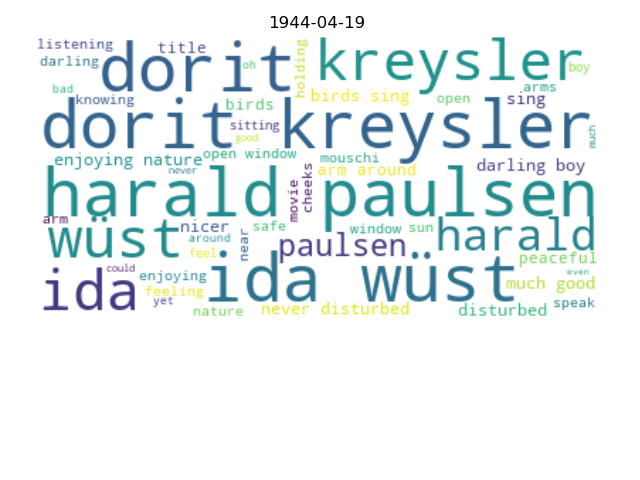 1944-04-19
listening
title
dorit
kreysler
darling
oh
holding
boy
bad
knowing
birds
birds sing
open
arms
sing
dorit
sitting
good
kreysler
much
enjoying nature
open window
mouschi
never
arm around
darling boy
harald
movie
cheeks
paulsen
arm
wüst
nicer
around
feel
near
safe
paulsen
window
sun
harald
peaceful
ida
could
enjoying
feeling
yet
ida wüst
even
much good
nature
never disturbed
disturbed
speak